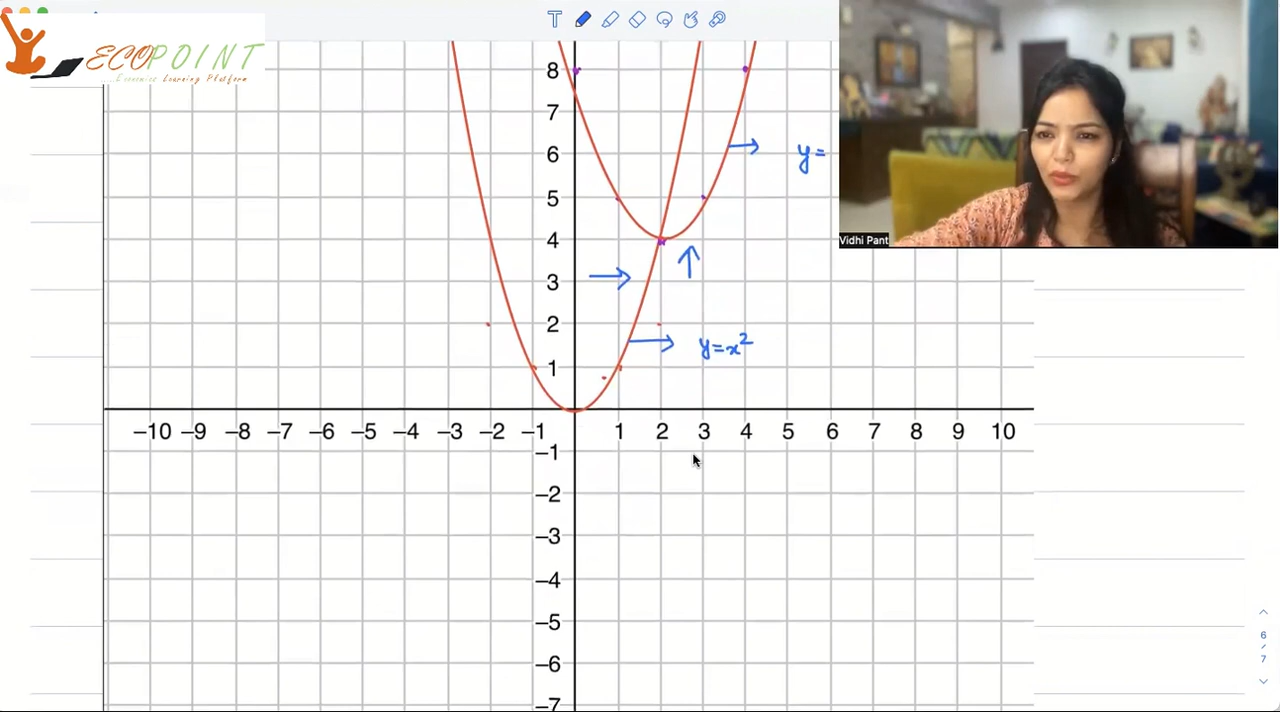 ECOPOINT
....Economics Learning Platform
T
8
7
6
y=
5
4
3
2
y=x²
1
–10 –9 –8 –7 –6 –5 –4 –3 –2 –1 1 2 3 4 5 6 7 8 9 10
–1
–2
–3
–4
–5
–6
–7
Vidhi Pant
6
/
7